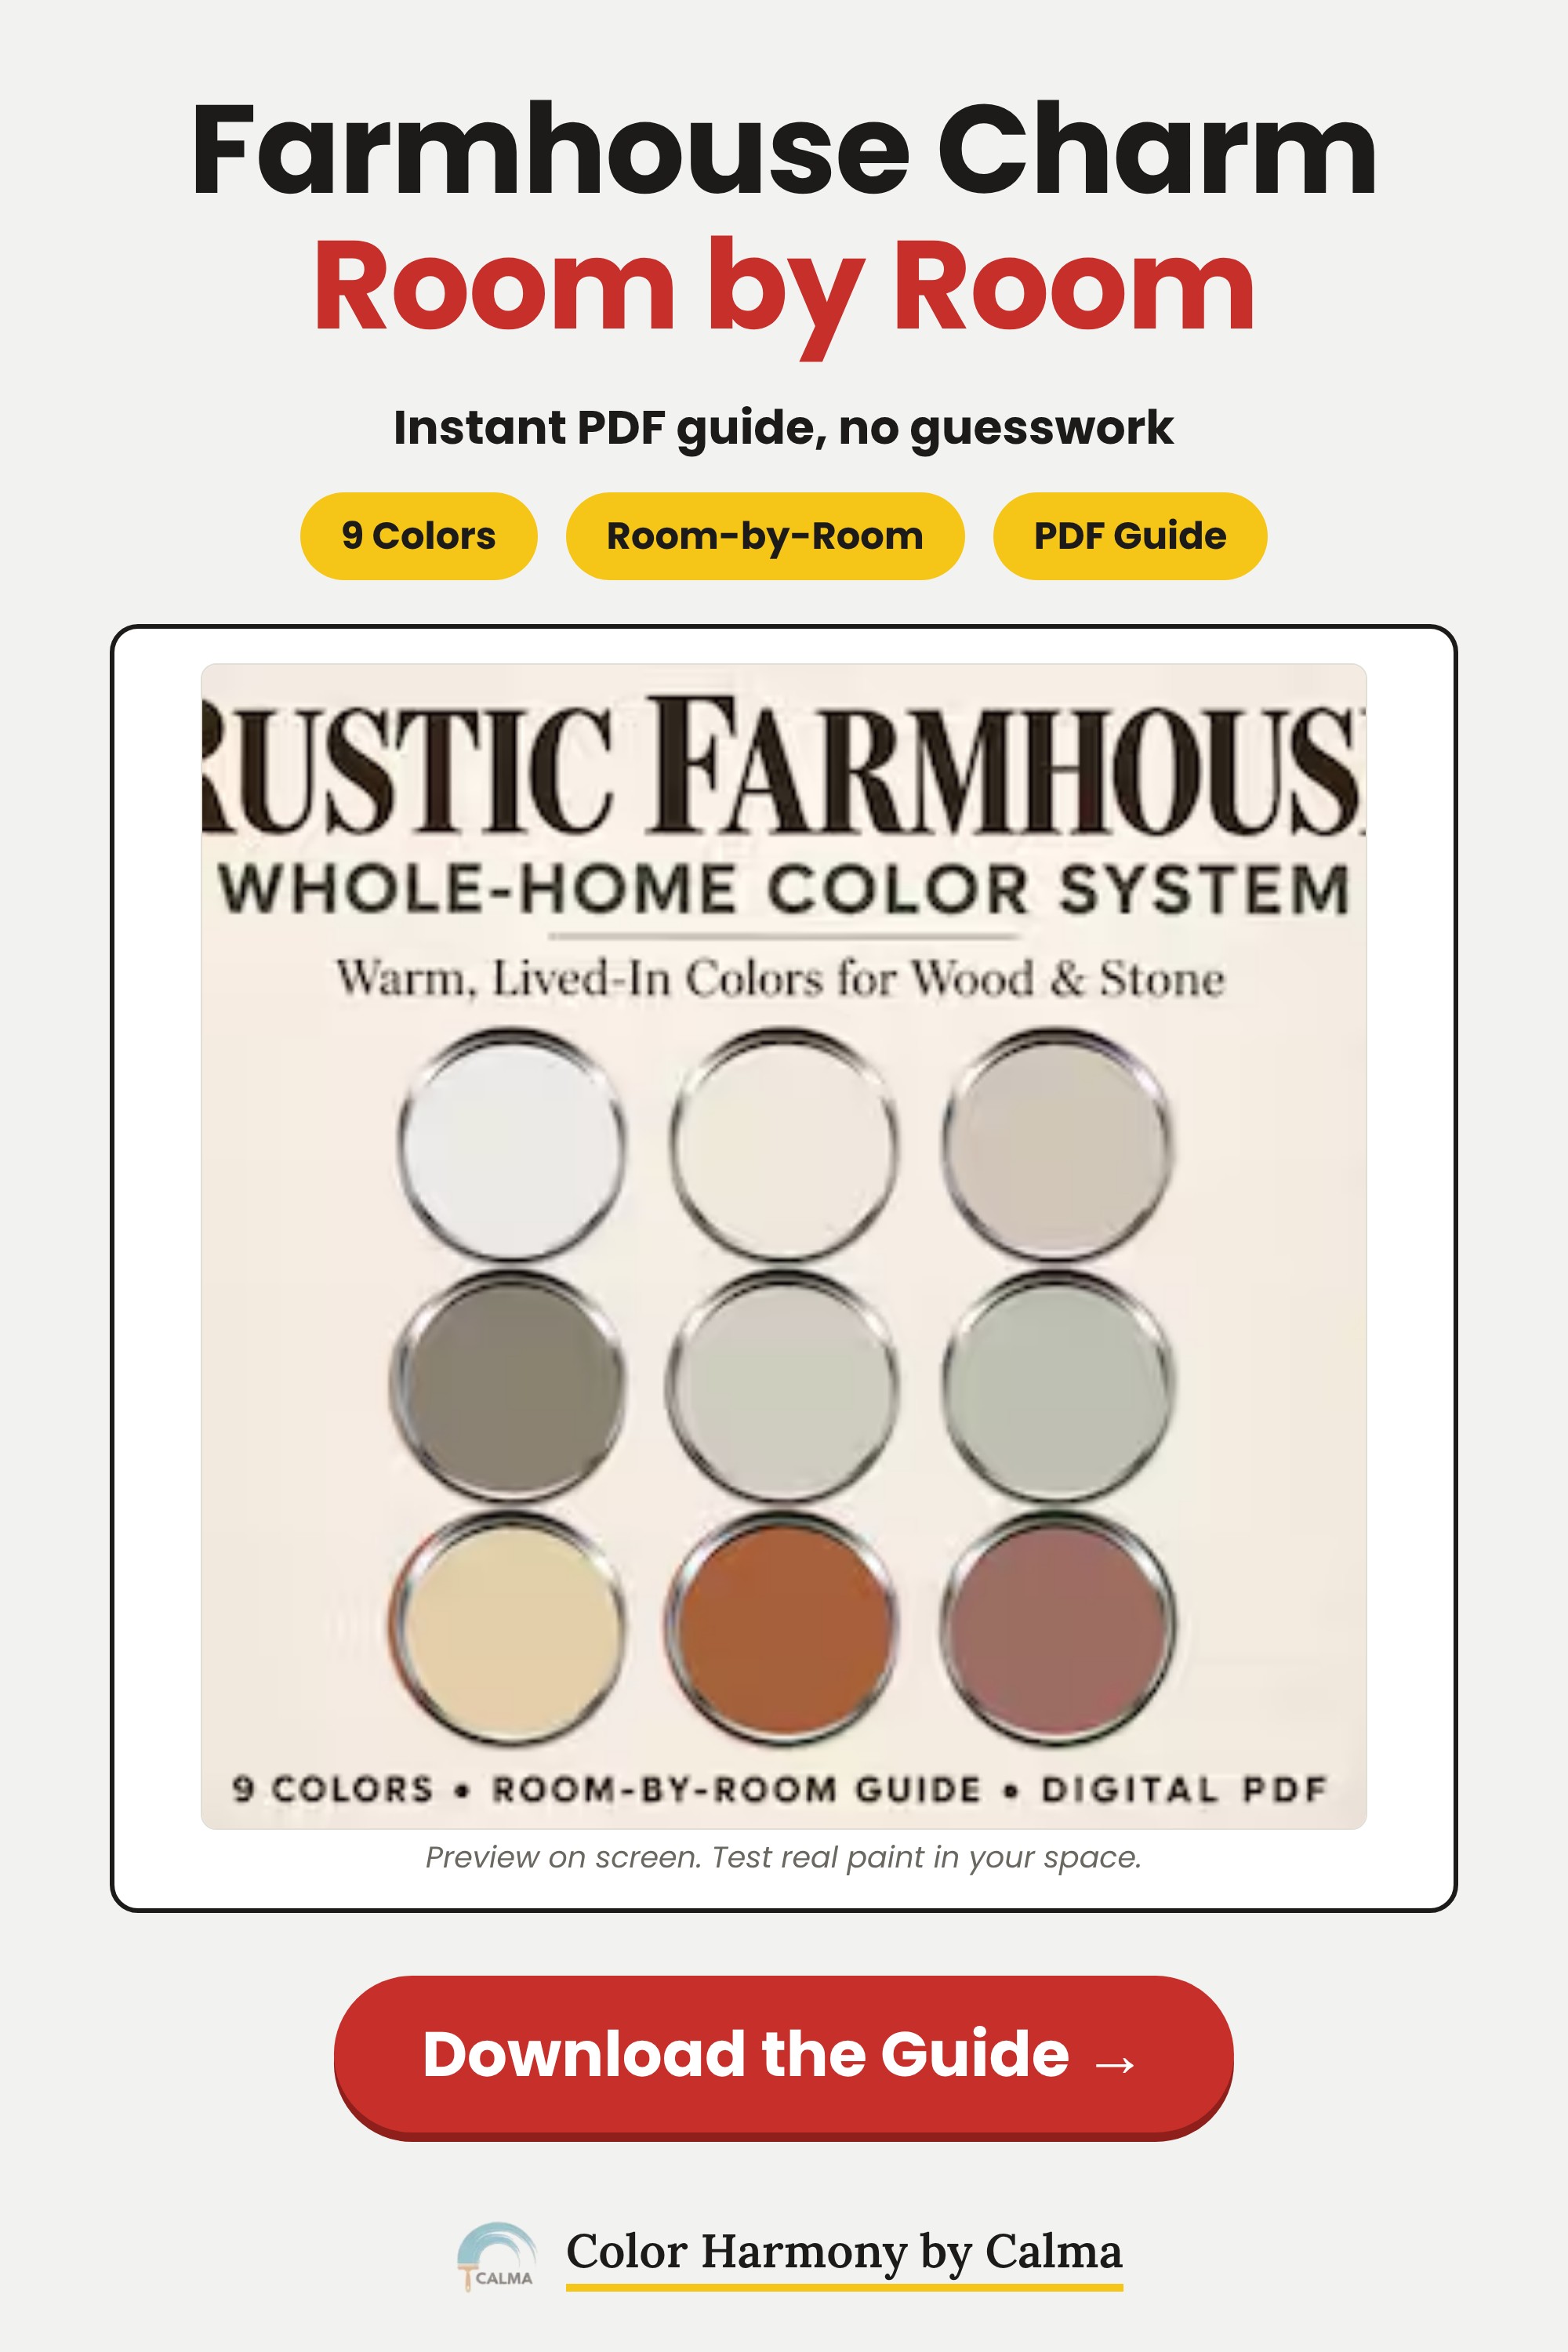 Farmhouse Charm
Room by Room
Instant PDF guide, no guesswork
9 Colors
Room-by-Room
PDF Guide
RUSTIC FARMHOUS
WHOLE-HOME COLOR SYSTEM
Warm, Lived-In Colors for Wood & Stone
9 COLORS • ROOM-BY-ROOM GUIDE • DIGITAL PDF
Preview on screen. Test real paint in your space.
Download the Guide →
CALMA
Color Harmony by Calma